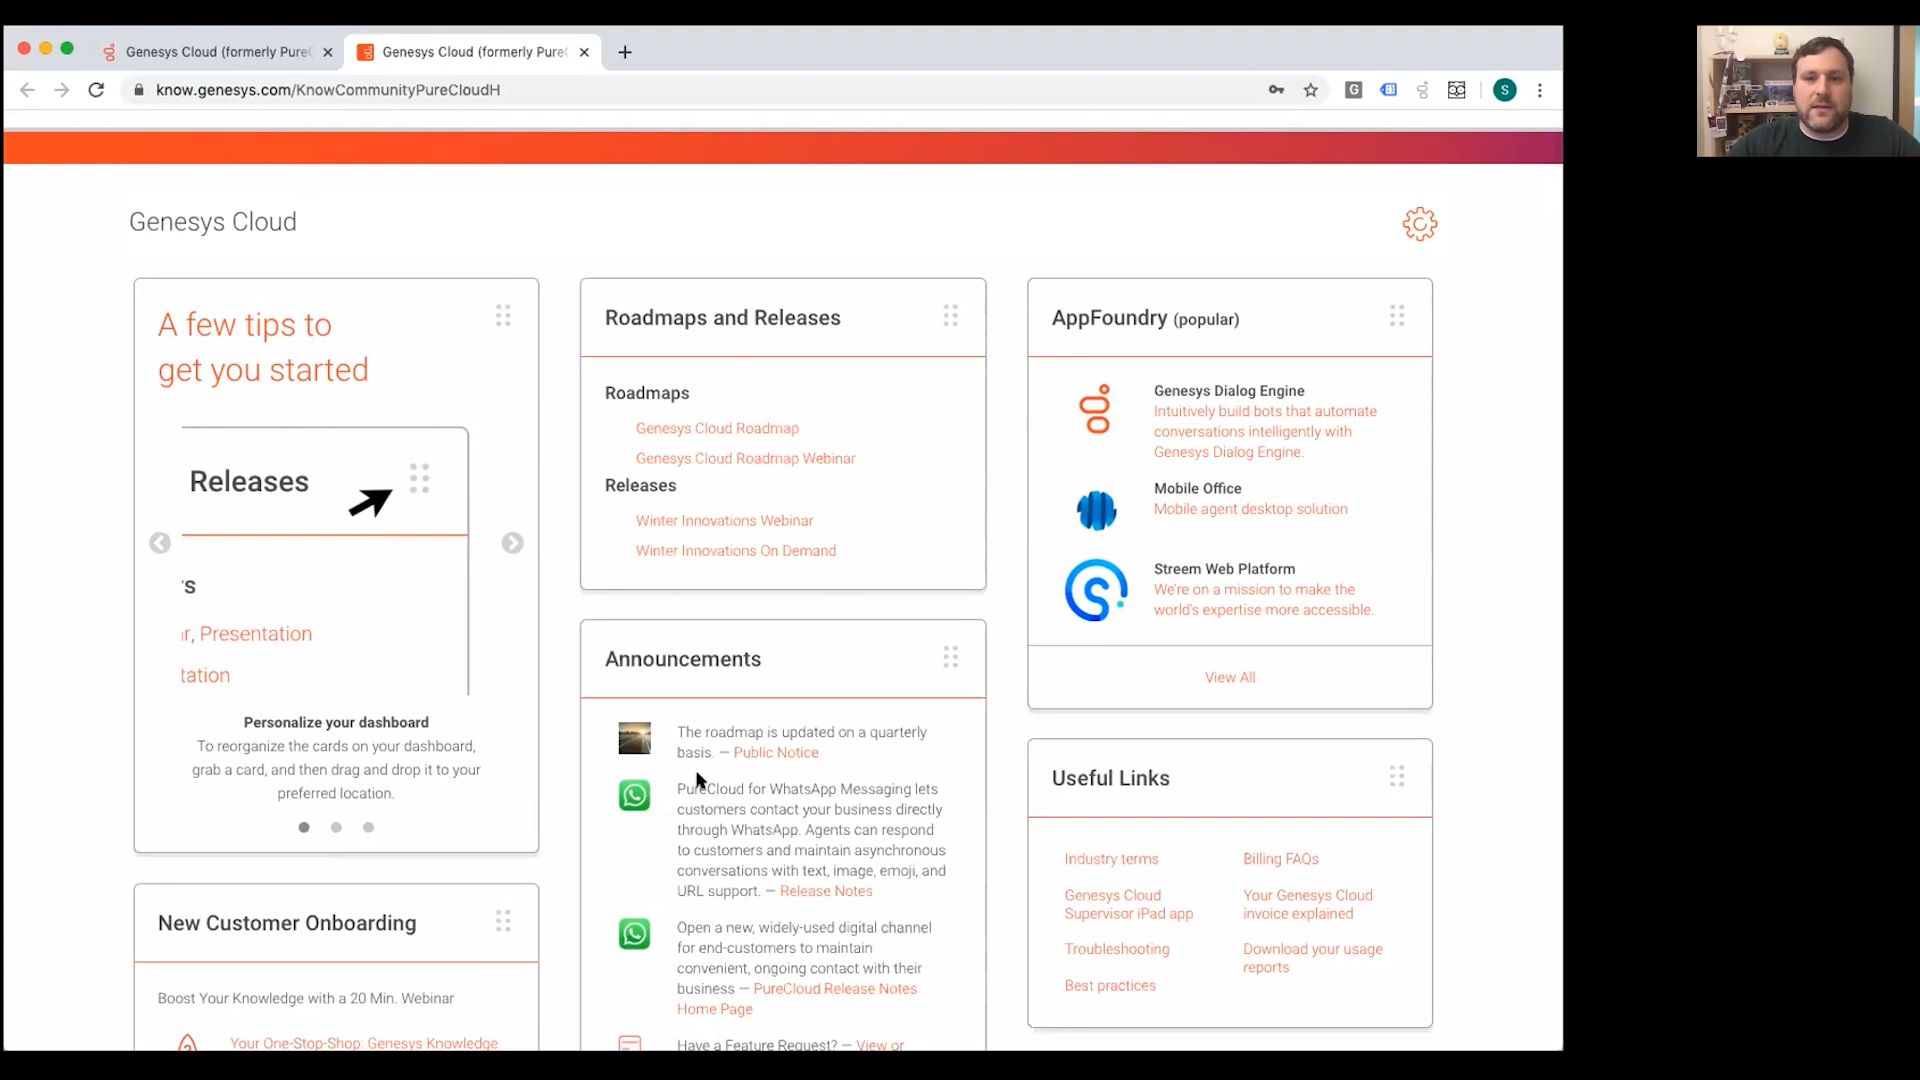 Genesys Cloud (formerly Pure
Genesys Cloud (formerly Pure
know.genesys.com/KnowCommunityPureCloudH
S
Genesys Cloud
A few tips to
get you started
Releases
rs
ar, Presentation
tation
Personalize your dashboard
To reorganize the cards on your dashboard,
grab a card, and then drag and drop it to your
preferred location.
New Customer Onboarding
Boost Your Knowledge with a 20 Min. Webinar
Your One-Stop-Shop: Genesys Knowledge
Roadmaps and Releases
Roadmaps
Genesys Cloud Roadmap
Genesys Cloud Roadmap Webinar
Releases
Winter Innovations Webinar
Winter Innovations On Demand
Announcements
The roadmap is updated on a quarterly
basis. — Public Notice
PureCloud for WhatsApp Messaging lets
customers contact your business directly
through WhatsApp. Agents can respond
to customers and maintain asynchronous
conversations with text, image, emoji, and
URL support. — Release Notes
Open a new, widely-used digital channel
for end-customers to maintain
convenient, ongoing contact with their
business — PureCloud Release Notes
Home Page
Have a Feature Request? — View or
AppFoundry (popular)
Genesys Dialog Engine
Intuitively build bots that automate
conversations intelligently with
Genesys Dialog Engine.
Mobile Office
Mobile agent desktop solution
Streem Web Platform
We're on a mission to make the
world's expertise more accessible.
View All
Useful Links
Industry terms
Genesys Cloud
Supervisor iPad app
Troubleshooting
Best practices
Billing FAQs
Your Genesys Cloud
invoice explained
Download your usage
reports